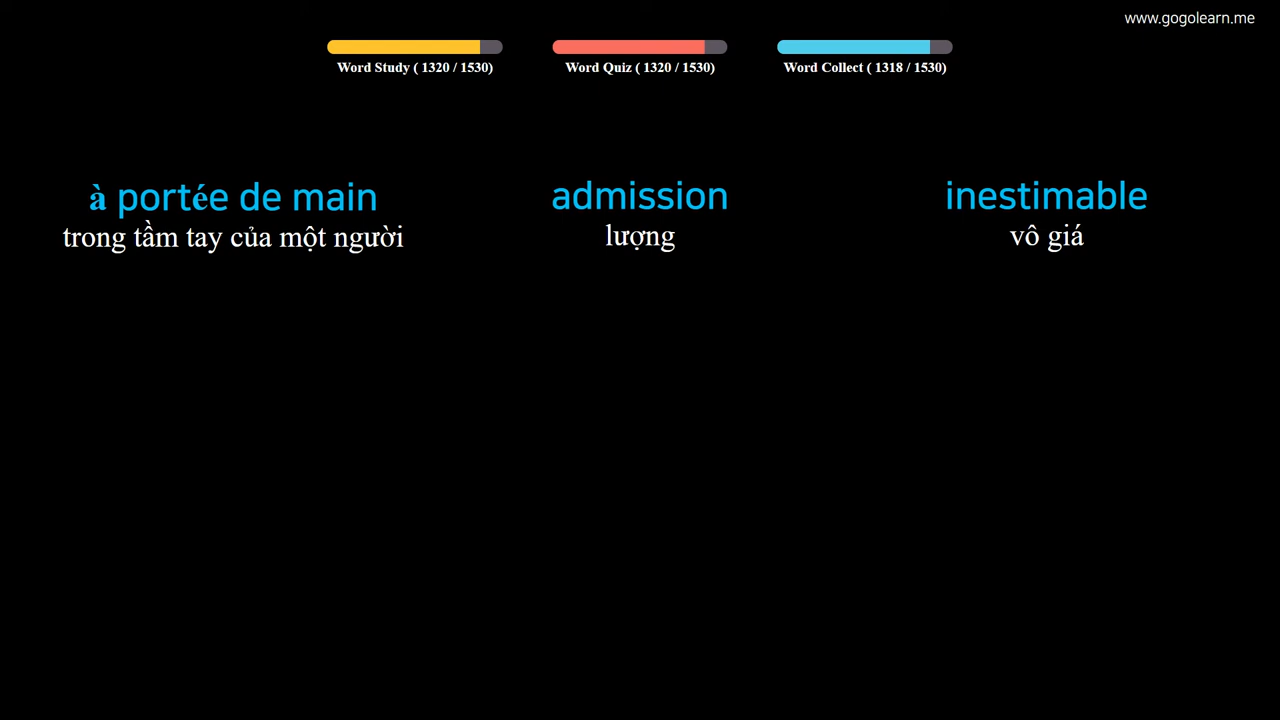 www.gogolearn.me
Word Study ( 1320 / 1530)
Word Quiz ( 1320 / 1530)
Word Collect ( 1318 / 1530)
à portée de main
trong tầm tay của một người
admission
lượng
inestimable
vô giá